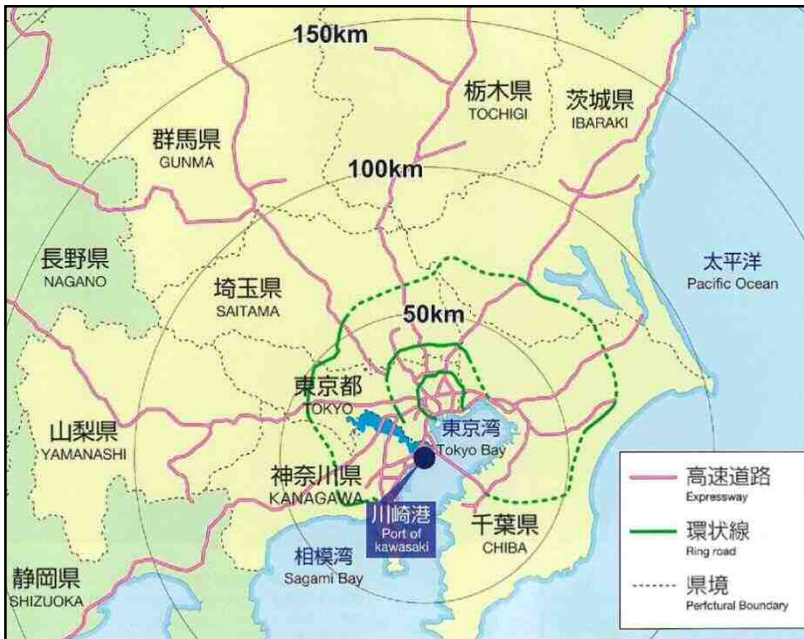 150km
栃木県
TOCHIGI
茨城県
IBARAKI
群馬県
GUNMA
100km
長野県
NAGANO
埼玉県
SAITAMA
太平洋
Pacific Ocean
50km
東京都
TOKYO
山梨県
YAMANASHI
東京湾
Tokyo Bay
神奈川県
KANAGAWA
川崎港
Port of
kawasaki
千葉県
CHIBA
相模湾
Sagami Bay
静岡県
SHIZUOKA
高速道路
Expressway
環状線
Ring road
県境
Perfctural Boundary